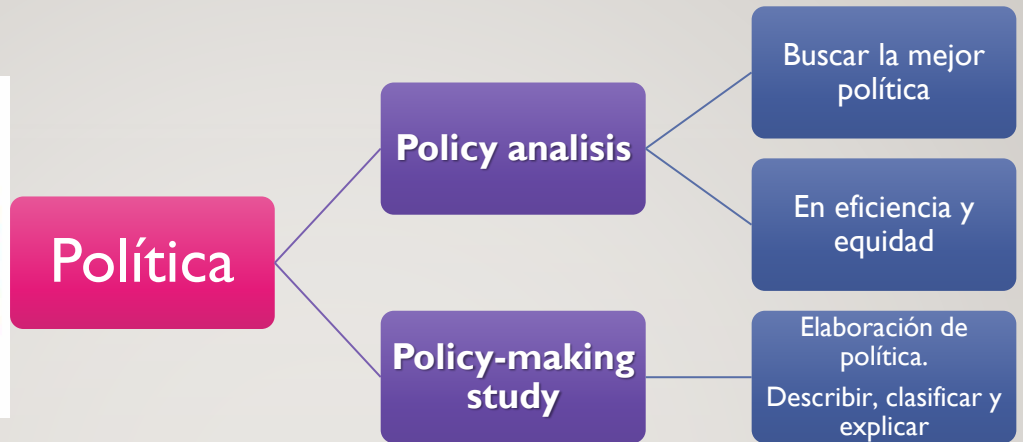 Política
Policy analisis
Buscar la mejor
política
En eficiencia y
equidad
Policy-making
study
Elaboración de
política.
Describir, clasificar y
explicar